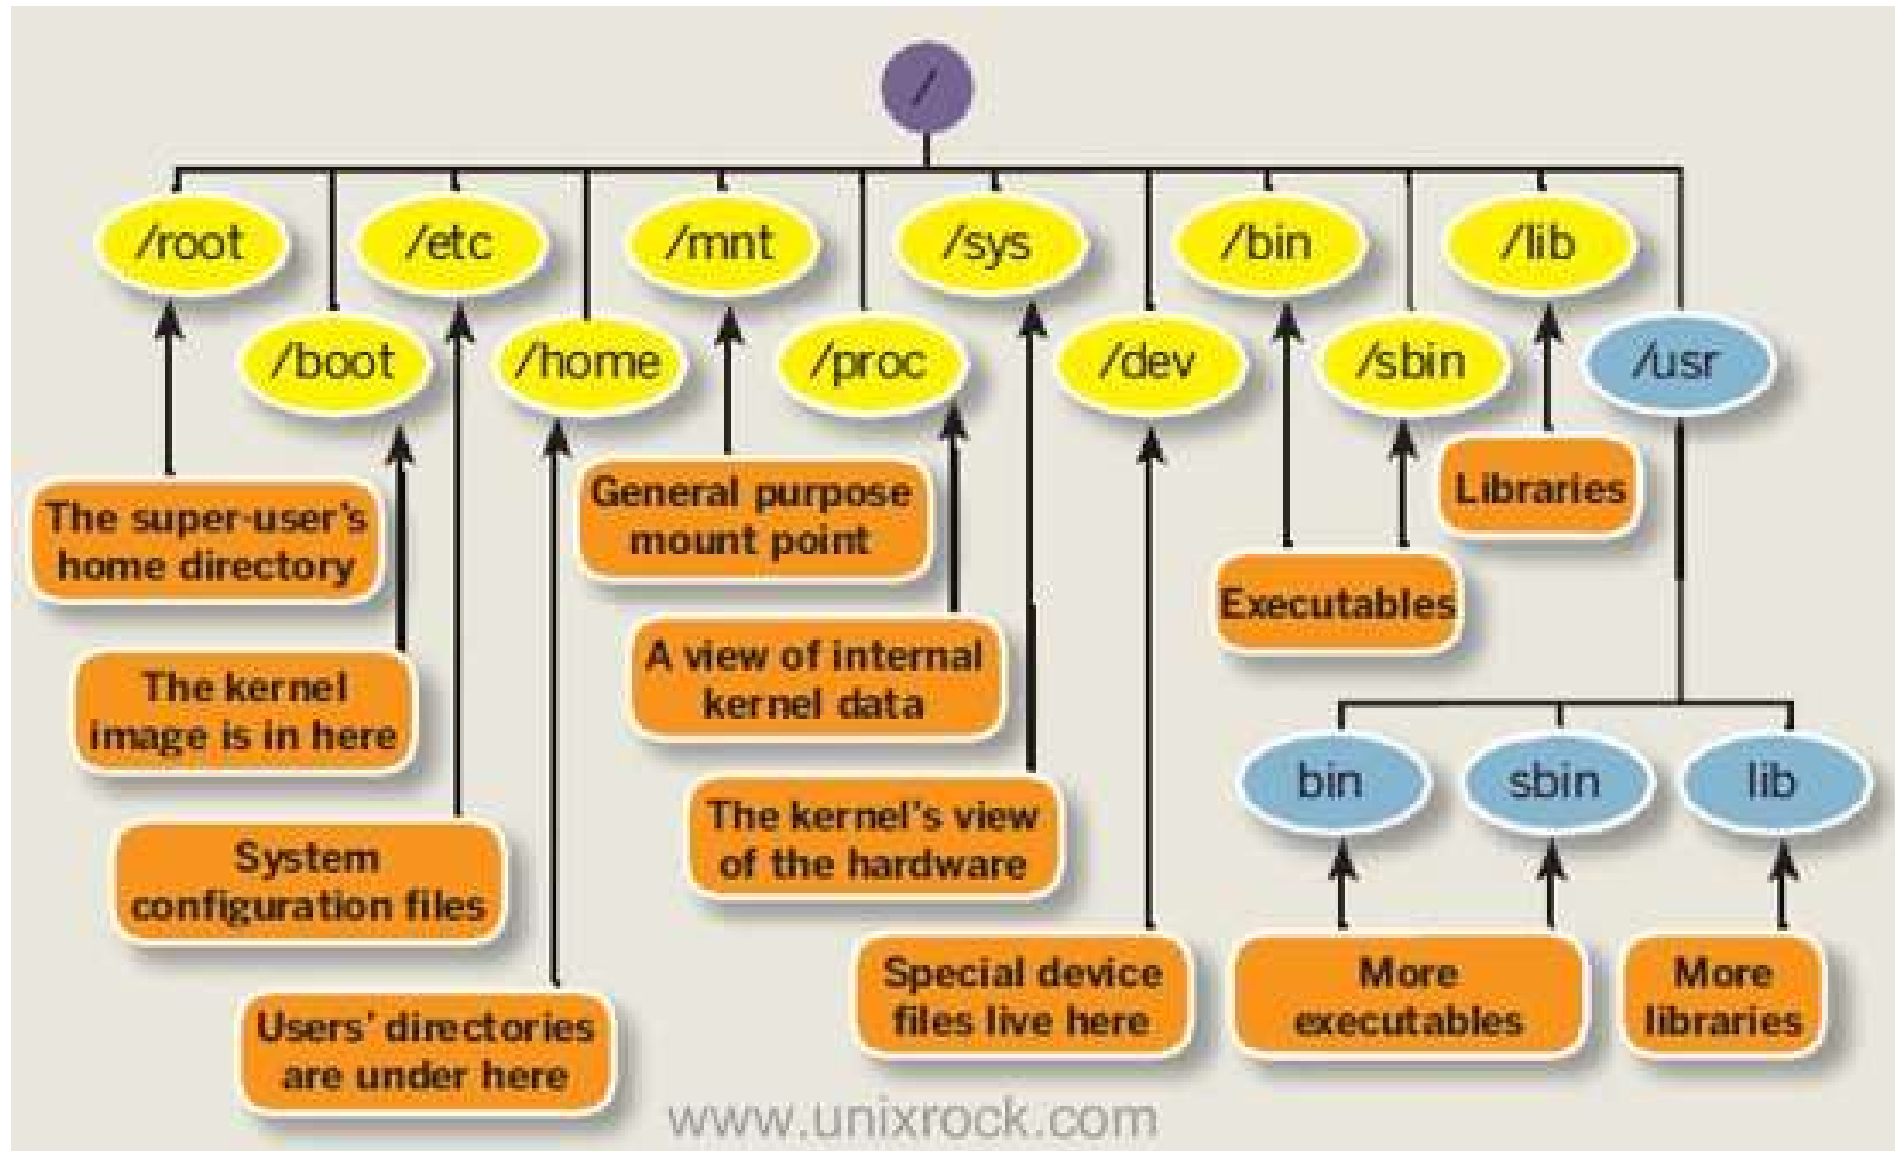 /
/root
/etc
/mnt
/sys
/bin
/lib
/boot
/home
/proc
/dev
/sbin
/usr
The super-user's
home directory
General purpose
mount point
Libraries
Executables
The kernel
image is in here
A view of internal
kernel data
bin
sbin
lib
System
configuration files
The kernel's view
of the hardware
Users' directories
are under here
Special device
files live here
More
executables
More
libraries
www.unixrock.com